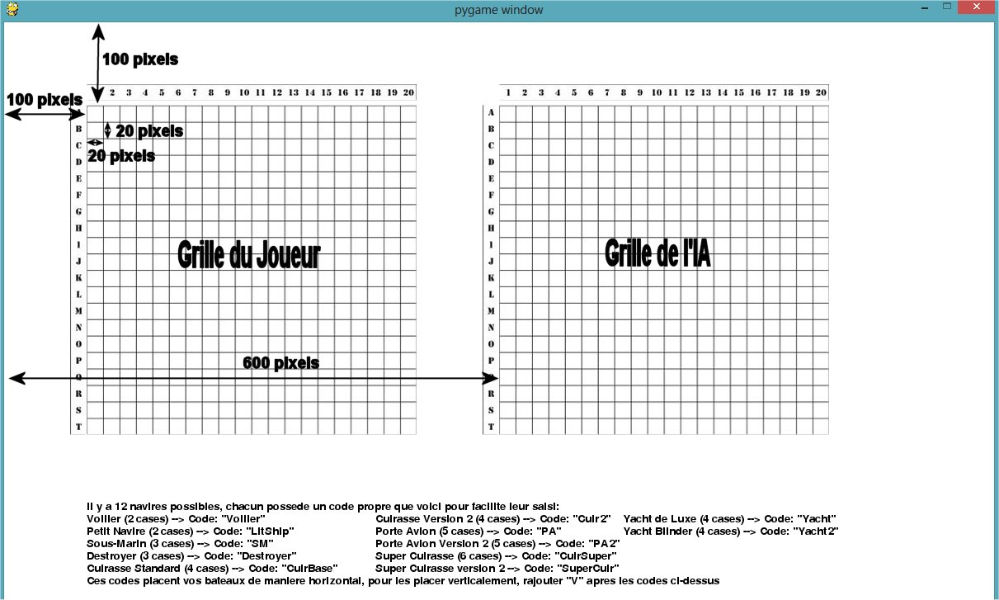 pygame window
100 pixels
2 3 4 5 6 7 8 9 10 11 12 13 14 15 16 17 18 19 20
1 2 3 4 5 6 7 8 9 10 11 12 13 14 15 16 17 18 19 20
100 pixels
A
B
20 pixels
C
20 pixels
D
E
F
G
H
I
J
K
L
M
N
O
P
Q
R
S
T
Grille du Joueur
600 pixels
A
B
C
D
E
F
G
H
I
J
K
L
M
N
O
P
R
S
T
Grille de l'IA
Il y a 12 navires possibles, chacun possede un code propre que voici pour facilite leur saisi:
Voilier (2 cases) --> Code: "Voilier" Cuirasse Version 2 (4 cases) --> Code: "Cuir2" Yacht de Luxe (4 cases) --> Code: "Yacht"
Petit Navire (2 cases) --> Code: "LitShip" Porte Avion (5 cases) --> Code: "PA" Yacht Blinder (4 cases) --> Code: "Yacht2"
Sous-Marin (3 cases) --> Code: "SM" Porte Avion Version 2 (5 cases) --> Code: "PA2"
Destroyer (3 cases) --> Code: "Destroyer" Super Cuirasse (6 cases) --> Code: "CuirSuper"
Cuirasse Standard (4 cases) --> Code: "CuirBase" Super Cuirasse version 2 --> Code: "SuperCuir"
Ces codes placent vos bateaux de maniere horizontal, pour les placer verticalement, rajouter "V" apres les codes ci-dessus